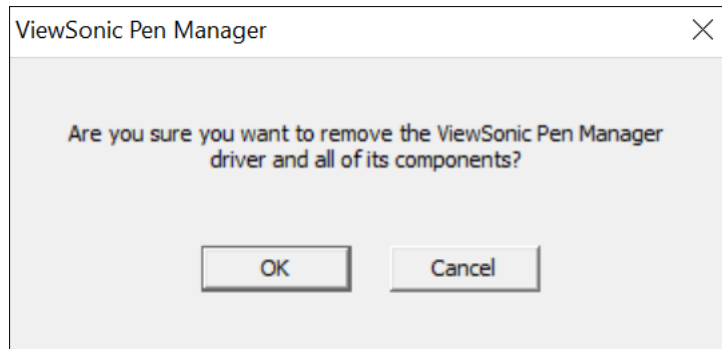 ViewSonic Pen Manager
Are you sure you want to remove the ViewSonic Pen Manager
driver and all of its components?
OK
Cancel